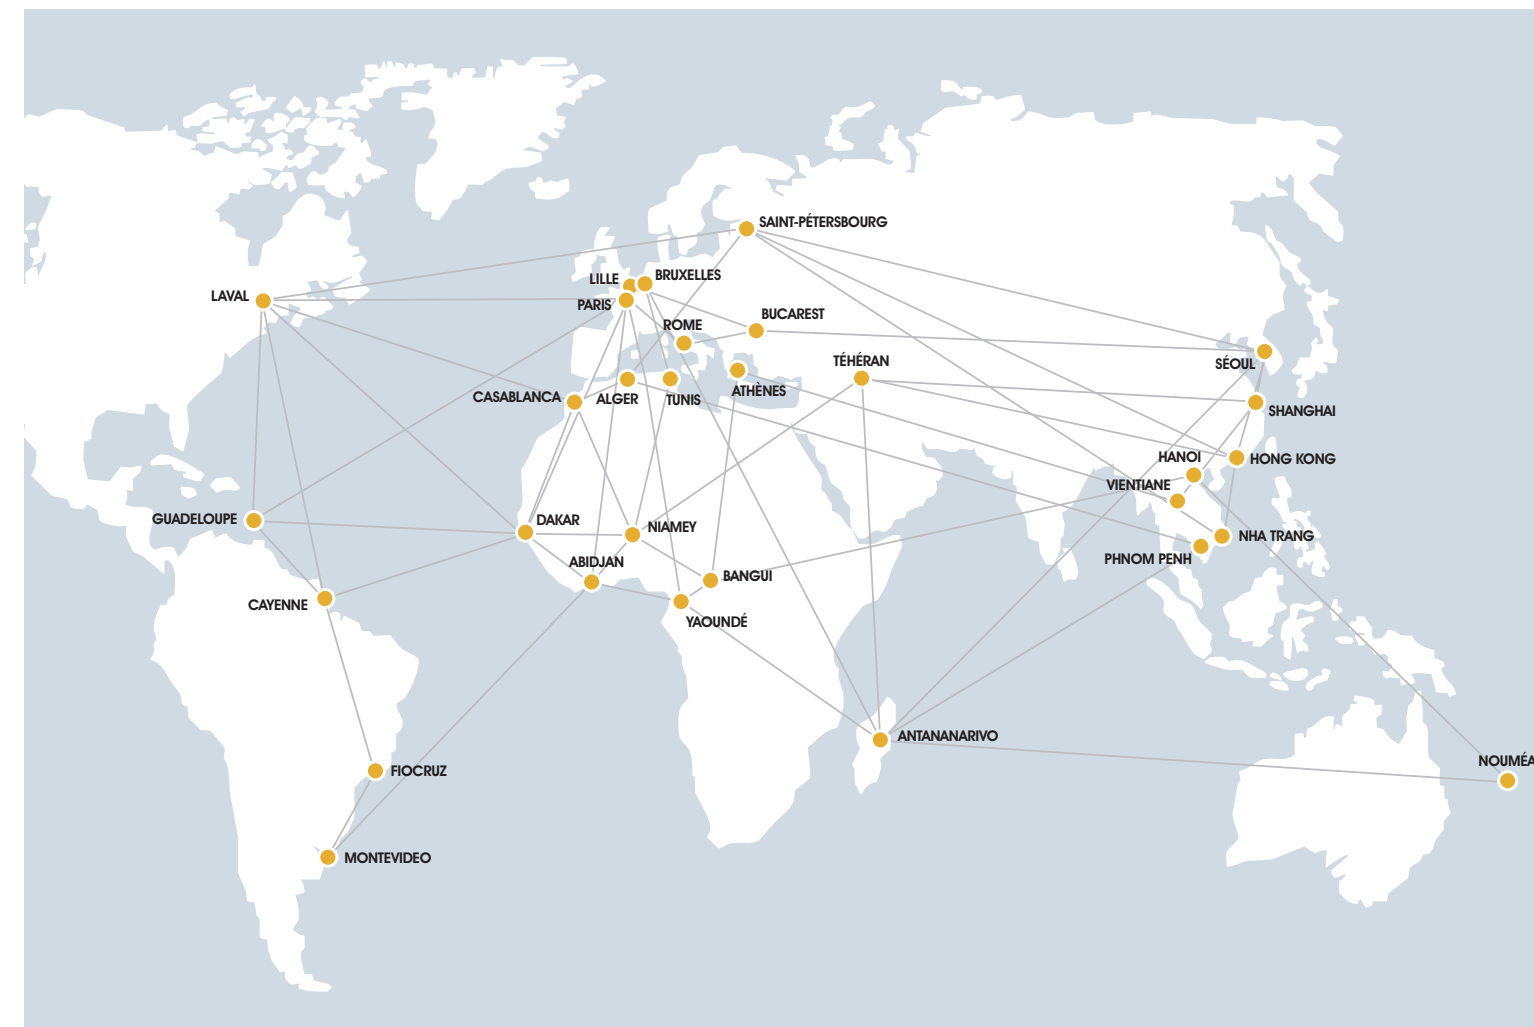 SAINT-PÉTERSBOURG
LILLE
BRUXELLES
LAVAL
PARIS
BUCAREST
ROME
TÉHÉRAN
SÉOUL
ATHÈNES
CASABLANCA
ALGER
TUNIS
SHANGHAI
HANOI
HONG KONG
VIENTIANE
GUADELOUPE
DAKAR
NIAMEY
NHA TRANG
PHNOM PENH
ABIDJAN
BANGUI
CAYENNE
YAOUNDÉ
ANTANANARIVO
NOUMÉA
FIOCRUZ
MONTEVIDEO